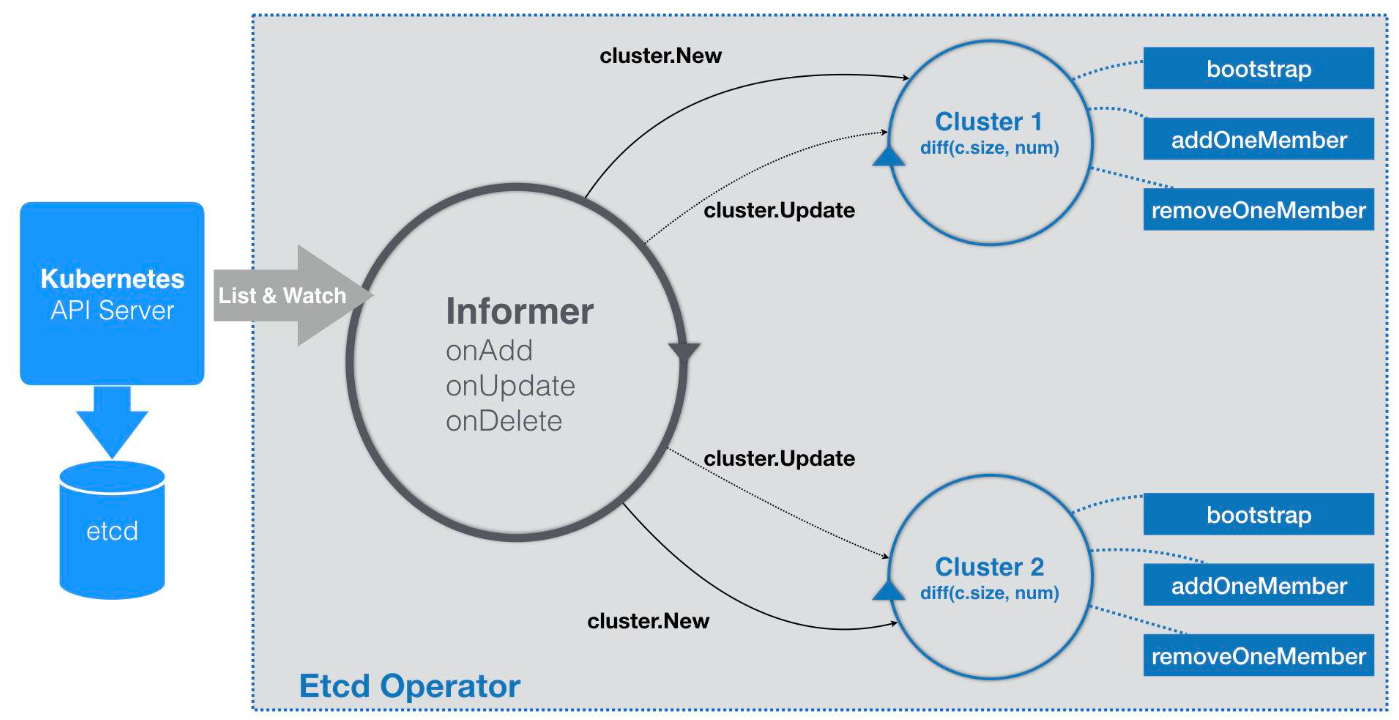 Kubernetes
API Server
etcd
List & Watch
Informer
onAdd
onUpdate
onDelete
cluster.New
cluster.Update
Cluster 1
diff(c.size, num)
bootstrap
addOneMember
removeOneMember
cluster.Update
cluster.New
Cluster 2
diff(c.size, num)
bootstrap
addOneMember
removeOneMember
Etcd Operator